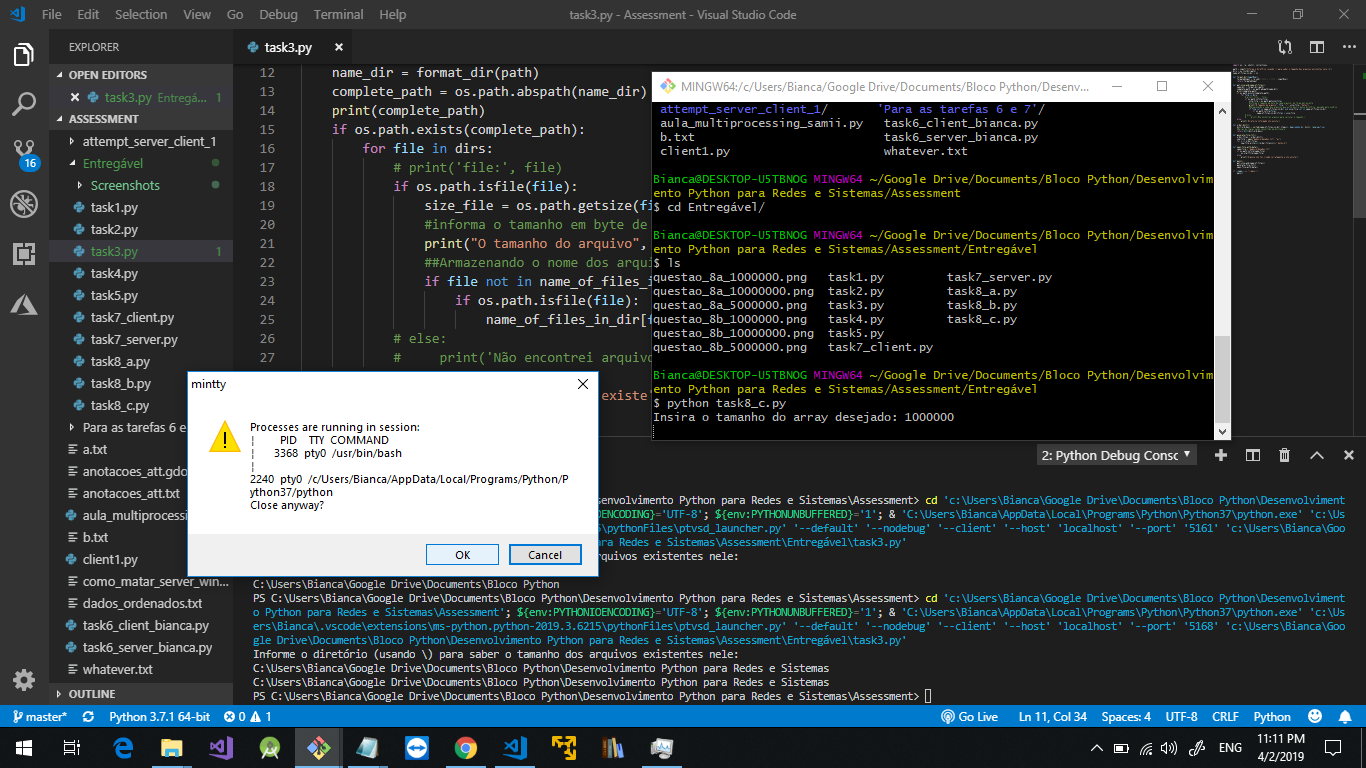 File Edit Selection View Go Debug Terminal Help
task3.py - Assessment - Visual Studio Code
EXPLORER
OPEN EDITORS
task3.py Entregá... 1
ASSESSMENT
attempt_server_client_1
Entregável
Screenshots
task1.py
task2.py
task3.py 1
task4.py
task5.py
task7_client.py
task7_server.py
task8_a.py
task8_b.py
task8_c.py
Para as tarefas 6 e
a.txt
anotacoes_att.gdo
anotacoes_att.txt
aula_multiprocessi
b.txt
client1.py
como_matar_server_win...
dados_ordenados.txt
task6_client_bianca.py
task6_server_bianca.py
whatever.txt
OUTLINE
16
task3.py
12 name_dir = format_dir(path)
13 complete_path = os.path.abspath(name_dir)
14 print(complete_path)
15 if os.path.exists(complete_path):
16 for file in dirs:
17 # print('file:', file)
18 if os.path.isfile(file):
19 size_file = os.path.getsize(fi
20 #informa o tamanho em byte de
21 print("O tamanho do arquivo",
22 ##Armazenando o nome dos arqui
23 if file not in name_of_files_i
24 if os.path.isfile(file):
25 name_of_files_in_dir[f
26 # else:
27 # print('Não encontrei arquivo
existe
MINGW64:/c/Users/Bianca/Google Drive/Documents/Bloco Python/Desenv...
attempt_server_client_1/ 'Para as tarefas 6 e 7'/
aula_multiprocessing_samii.py task6_client_bianca.py
b.txt task6_server_bianca.py
client1.py whatever.txt
Bianca@DESKTOP-U5TBNOG MINGW64 ~/Google Drive/Documents/Bloco Python/Desenvolvim
ento Python para Redes e Sistemas/Assessment
$ cd Entregável/
Bianca@DESKTOP-U5TBNOG MINGW64 ~/Google Drive/Documents/Bloco Python/Desenvolvim
ento Python para Redes e Sistemas/Assessment/Entregável
$ ls
questao_8a_1000000.png task1.py task7_server.py
questao_8a_10000000.png task2.py task8_a.py
questao_8a_5000000.png task3.py task8_b.py
questao_8b_1000000.png task4.py task8_c.py
questao_8b_10000000.png task5.py
questao_8b_5000000.png task7_client.py
Bianca@DESKTOP-U5TBNOG MINGW64 ~/Google Drive/Documents/Bloco Python/Desenvolvim
ento Python para Redes e Sistemas/Assessment/Entregável
$ python task8_c.py
Insira o tamanho do array desejado: 1000000
mintty
Processes are running in session:
PID TTY COMMAND
3368 pty0 /usr/bin/bash
2240 pty0 /c/Users/Bianca/AppData/Local/Programs/Python/P
ython37/python
Close anyway?
OK Cancel
2: Python Debug Consc
Desenvolvimento Python para Redes e Sistemas\Assessment> cd 'c:\Users\Bianca\Google Drive\Documents\Bloco Python\Desenvolviment
OENCODING}='UTF-8'; ${env:PYTHONUNBUFFERED}='1'; & 'C:\Users\Bianca\AppData\Local\Programs\Python\Python37\python.exe' 'c:\Us
\pythonFiles\ptvsd_launcher.py' '--default' '--nodebug' '--client' '--host' 'localhost' '--port' '5161' 'c:\Users\Bianca\Goo
a Redes e Sistemas\Assessment\Entregável\task3.py'
rquivos existentes nele:
C:\Users\Bianca\Google Drive\Documents\Bloco Python
PS C:\Users\Bianca\Google Drive\Documents\Bloco Python\Desenvolvimento Python para Redes e Sistemas\Assessment> cd 'c:\Users\Bianca\Google Drive\Documents\Bloco Python\Desenvolviment
o Python para Redes e Sistemas\Assessment'; ${env:PYTHONIOENCODING}='UTF-8'; ${env:PYTHONUNBUFFERED}='1'; & 'C:\Users\Bianca\AppData\Local\Programs\Python\Python37\python.exe' 'c:\Us
ers\Bianca\.vscode\extensions\ms-python.python-2019.3.6215\pythonFiles\ptvsd_launcher.py' '--default' '--nodebug' '--client' '--host' 'localhost' '--port' '5168' 'c:\Users\Bianca\Goo
gle Drive\Documents\Bloco Python\Desenvolvimento Python para Redes e Sistemas\Assessment\Entregável\task3.py'
Informe o diretório (usando \) para saber o tamanho dos arquivos existentes nele:
C:\Users\Bianca\Google Drive\Documents\Bloco Python\Desenvolvimento Python para Redes e Sistemas
C:\Users\Bianca\Google Drive\Documents\Bloco Python\Desenvolvimento Python para Redes e Sistemas
PS C:\Users\Bianca\Google Drive\Documents\Bloco Python\Desenvolvimento Python para Redes e Sistemas\Assessment>
master* Python 3.7.1 64-bit 0 1
Go Live Ln 11, Col 34 Spaces: 4 UTF-8 CRLF Python
ENG
11:11 PM
4/2/2019